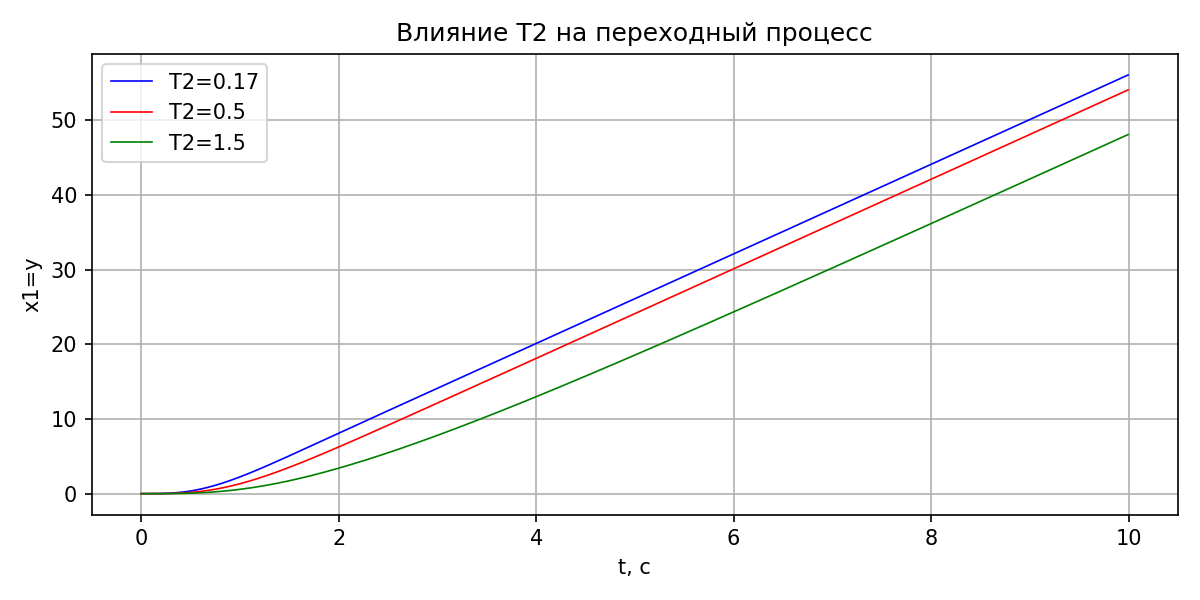 Влияние T2 на переходный процесс
T2=0.17
T2=0.5
T2=1.5
50
40
30
20
10
0
x1=y
0 2 4 6 8 10
t, с